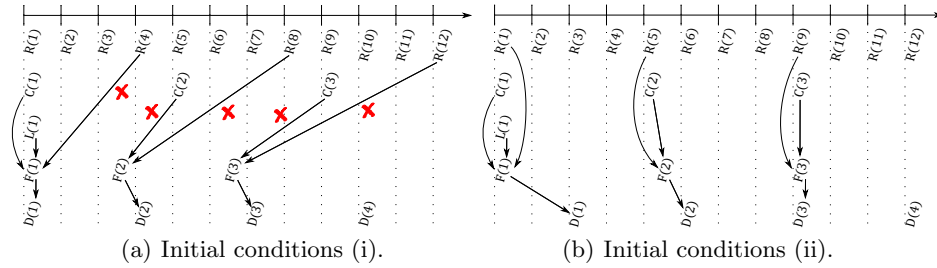 R(1) R(2) R(3) R(4) R(5) R(6) R(7) R(8) R(9) R(10) R(11) R(12)
C(1) C(2) C(3)
L(1)
F(1) F(2) F(3)
D(1) D(2) D(3) D(4)
(a) Initial conditions (i).
R(1) R(2) R(3) R(4) R(5) R(6) R(7) R(8) R(9) R(10) R(11) R(12)
C(1) C(2) C(3)
L(1)
F(1) F(2) F(3)
D(1) D(2) D(3) D(4)
(b) Initial conditions (ii).